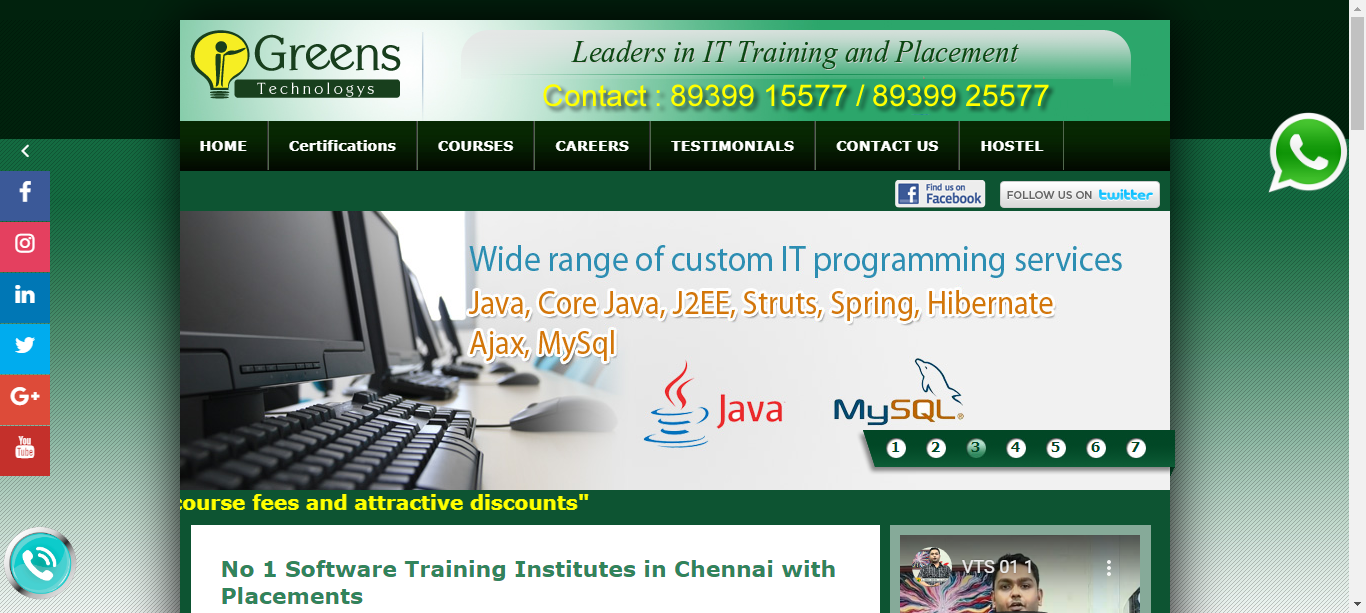 Greens
Technologys
Leaders in IT Training and Placement
Contact : 89399 15577 / 89399 25577
HOME Certifications COURSES CAREERS TESTIMONIALS CONTACT US HOSTEL
Find us on
Facebook
FOLLOW US ON twitter
f
in
G+
You
Tube
Wide range of custom IT programming services
Java, Core Java, J2EE, Struts, Spring, Hibernate
Ajax, MySql
Java
MySQL®
1 2 3 4 5 6 7
course fees and attractive discounts"
No 1 Software Training Institutes in Chennai with
Placements
VTS 01 1